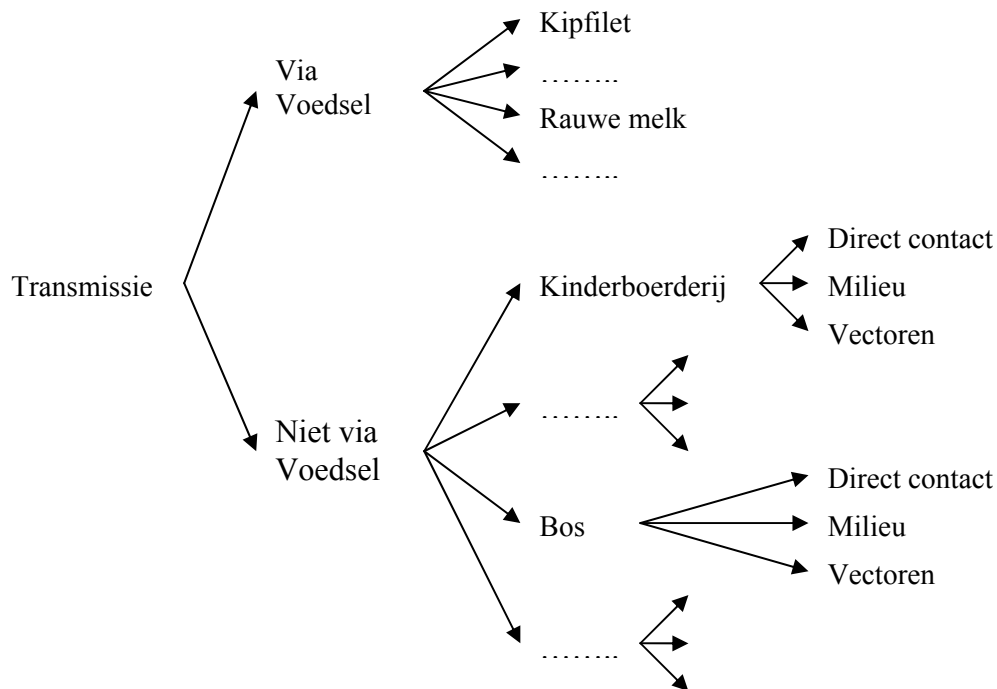 Kipfilet
Via
Voedsel
........
Rauwe melk
........
Transmissie
Kinderboerderij
Direct contact
Milieu
Vectoren
Niet via
Voedsel
........
Bos
Direct contact
Milieu
Vectoren
........